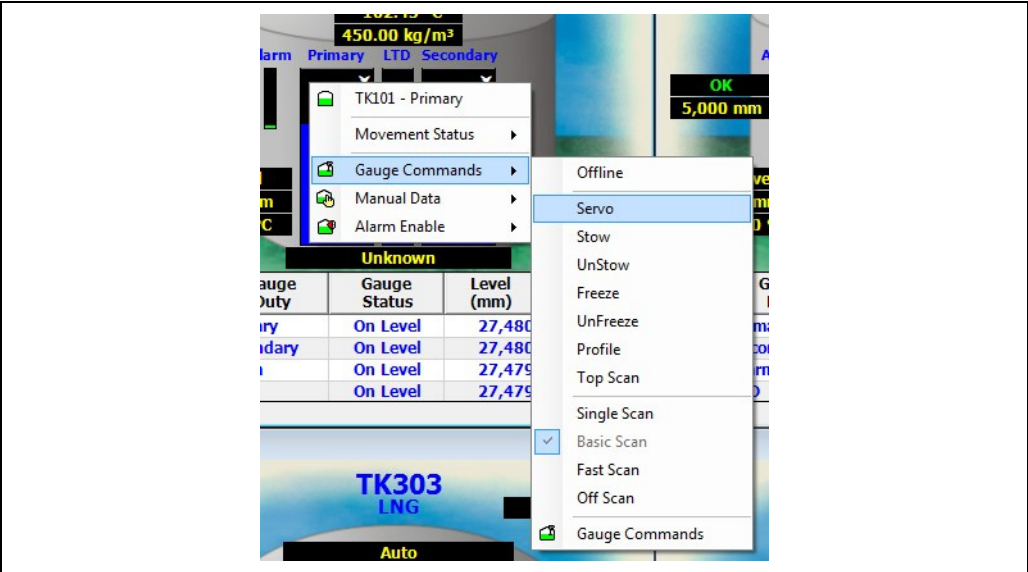 450.00 kg/m³
larm Primary LTD Secondary
TK101 - Primary
Movement Status
Gauge Commands
Manual Data
Alarm Enable
OK
5,000 mm
Offline
Servo
Stow
UnStow
Freeze
UnFreeze
Profile
Top Scan
Single Scan
Basic Scan
Fast Scan
Off Scan
Gauge Commands
Unknown
Gauge Status Level (mm)
On Level 27,480
ndary On Level 27,480
On Level 27,479
On Level 27,479
TK303
LNG
Auto